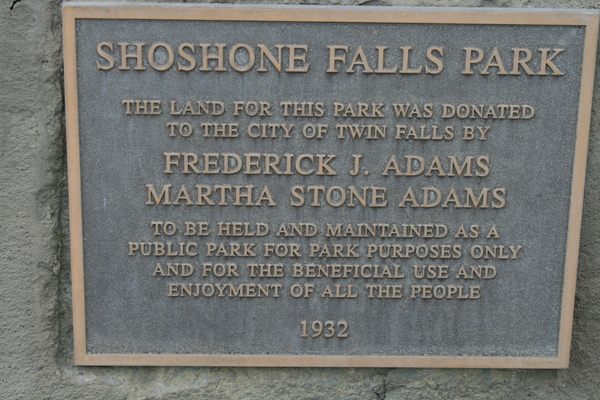 SHOSHONE FALLS PARK
THE LAND FOR THIS PARK WAS DONATED
TO THE CITY OF TWIN FALLS BY
FREDERICK J. ADAMS
MARTHA STONE ADAMS
TO BE HELD AND MAINTAINED AS A
PUBLIC PARK FOR PARK PURPOSES ONLY
AND FOR THE BENEFICIAL USE AND
ENJOYMENT OF ALL THE PEOPLE
1932